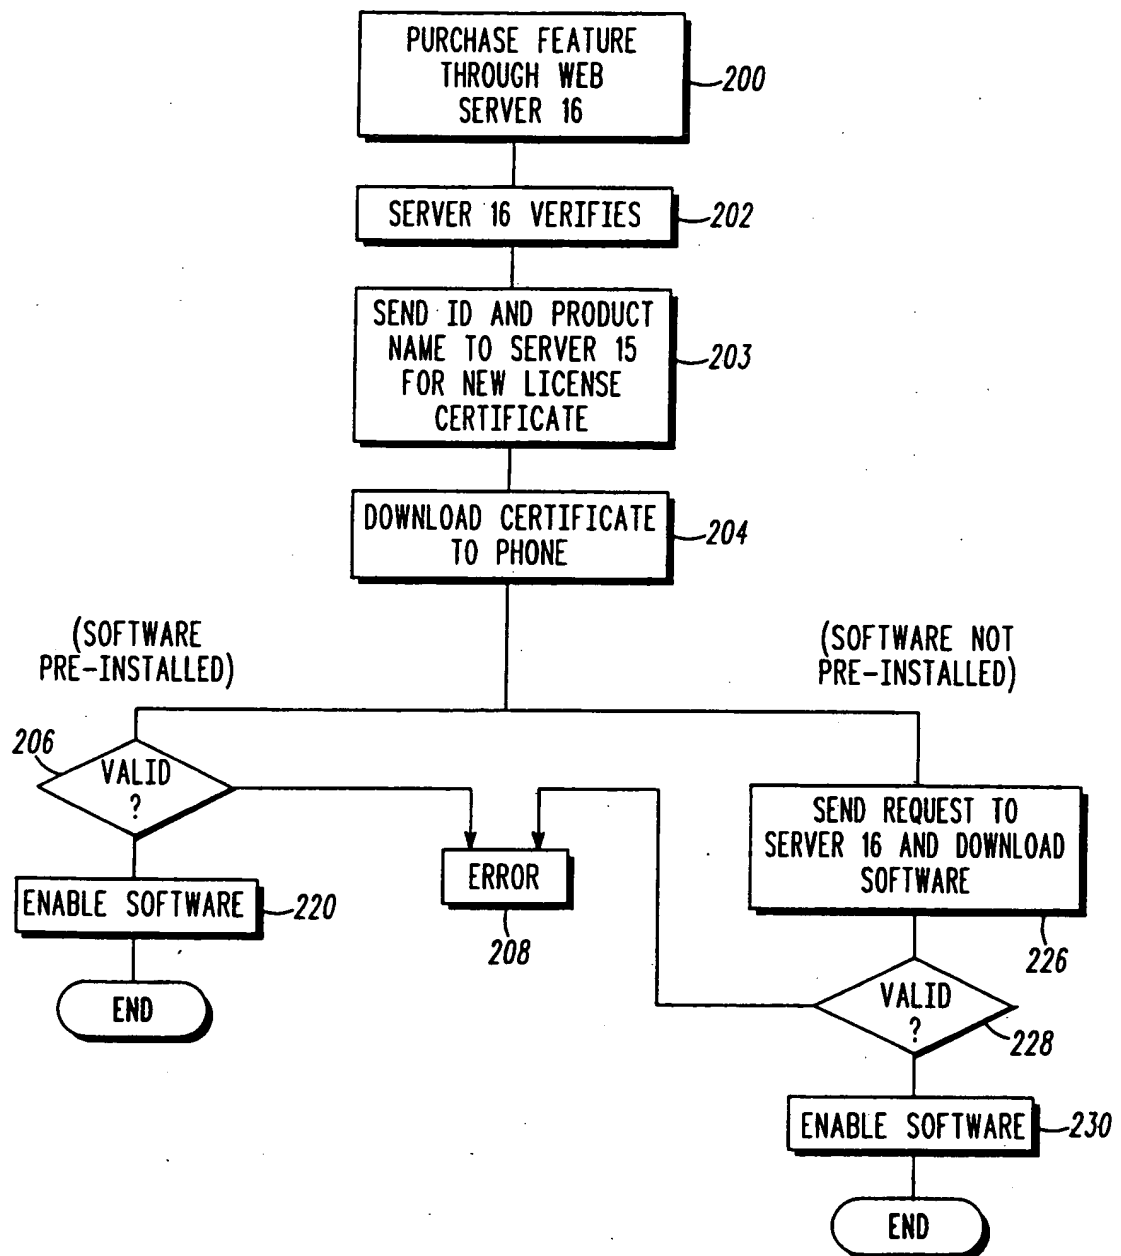 PURCHASE FEATURE
THROUGH WEB
SERVER 16
200
SERVER 16 VERIFIES
202
SEND ID AND PRODUCT
NAME TO SERVER 15
FOR NEW LICENSE
CERTIFICATE
203
DOWNLOAD CERTIFICATE
TO PHONE
204
(SOFTWARE
PRE-INSTALLED)
(SOFTWARE NOT
PRE-INSTALLED)
206
VALID
?
ERROR
208
SEND REQUEST TO
SERVER 16 AND DOWNLOAD
SOFTWARE
226
ENABLE SOFTWARE
220
END
VALID
?
228
ENABLE SOFTWARE
230
END